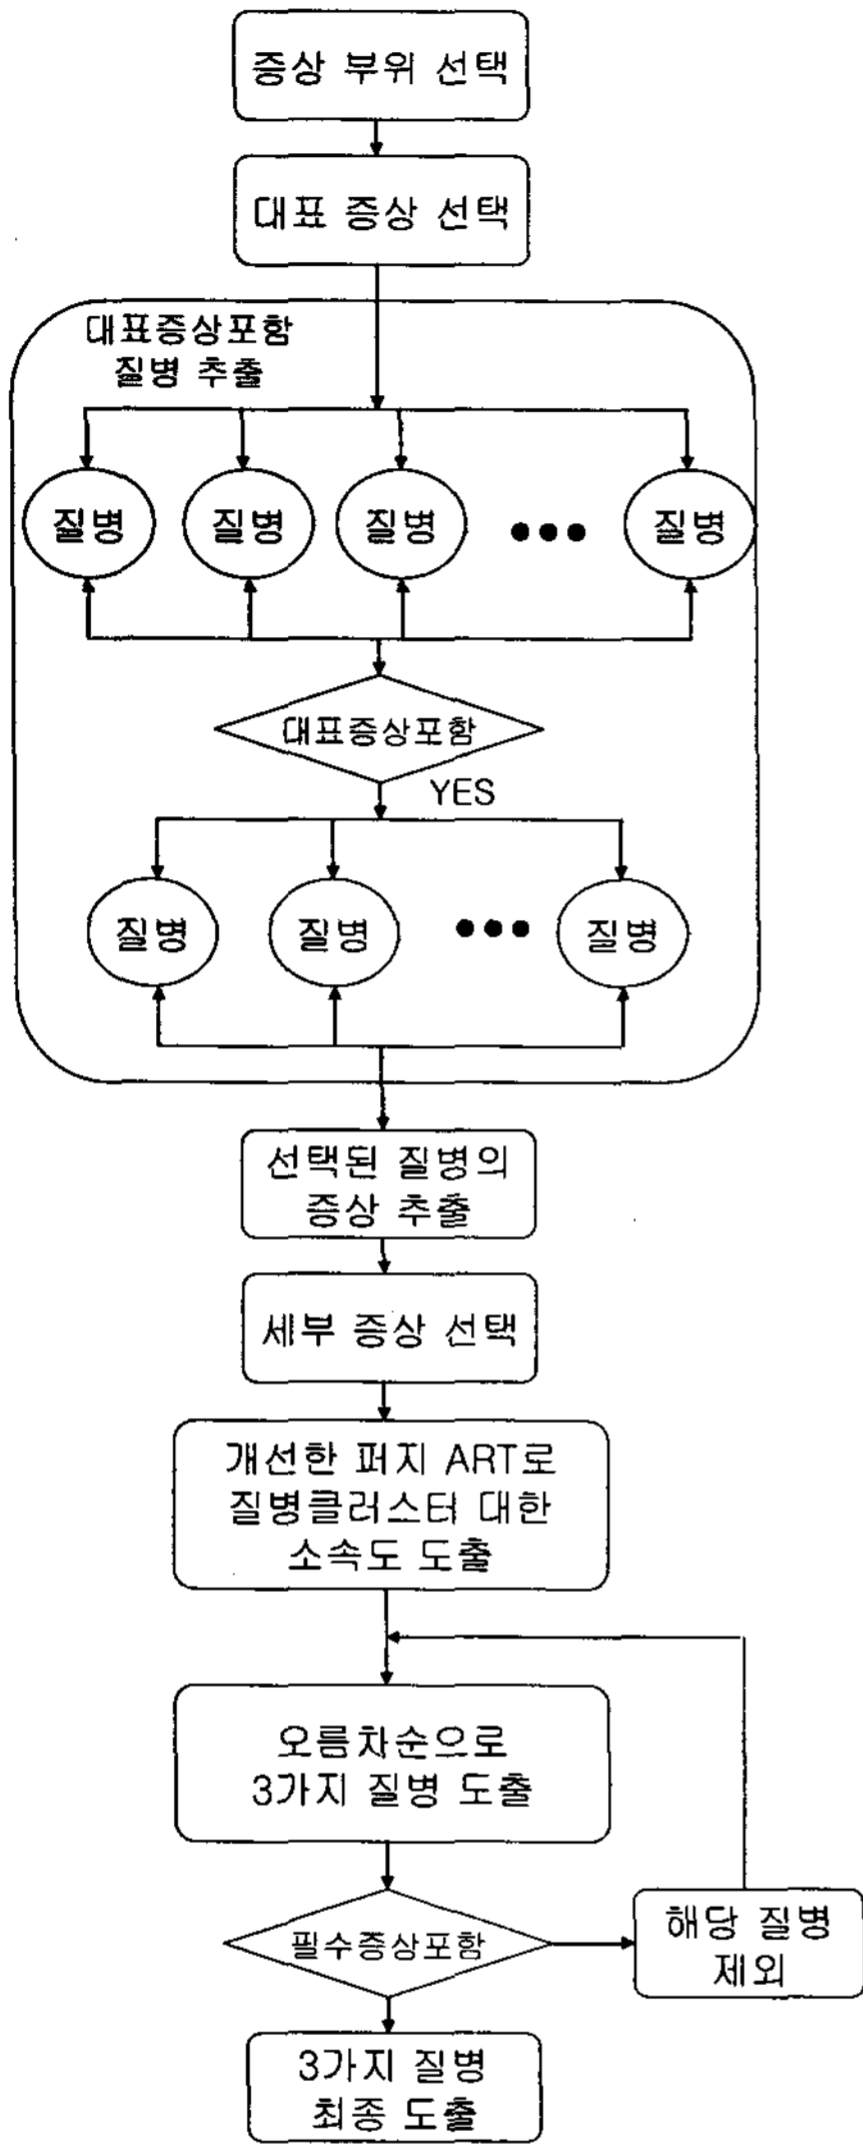 증상 부위 선택
대표 증상 선택
대표증상포함
질병 추출
질병 질병 질병 ●●● 질병
대표증상포함
YES
질병 질병 ●●● 질병
선택된 질병의
증상 추출
세부 증상 선택
개선한 퍼지 ART로
질병클러스터 대한
소속도 도출
오름차순으로
3가지 질병 도출
필수증상포함
해당 질병
제외
3가지 질병
최종 도출